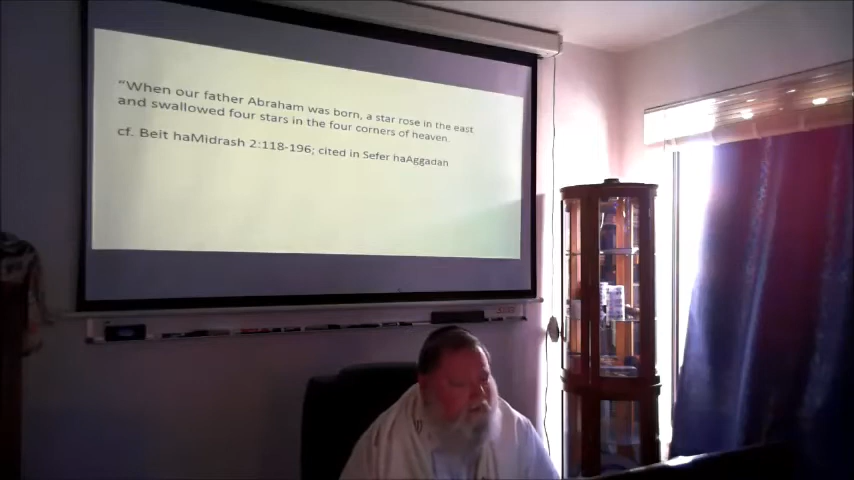 “When our father Abraham was born, a star rose in the east
and swallowed four stars in the four corners of heaven.
cf. Beit haMidrash 2:118-196; cited in Sefer haAggadah